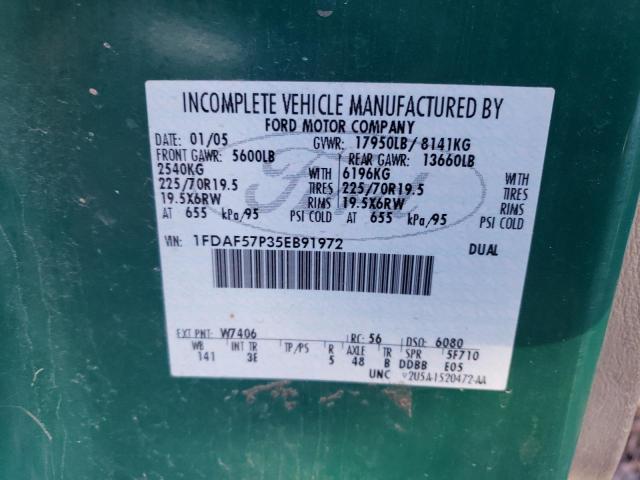 INCOMPLETE VEHICLE MANUFACTURED BY
FORD MOTOR COMPANY
DATE: 01/05 GVWR: 17950LB/ 8141KG
FRONT GAWR: 5600LB REAR GAWR: 13660LB
2540KG WITH 6196KG WITH
225/70R19.5 TIRES 225/70R19.5 TIRES
19.5X6RW RIMS 19.5X6RW RIMS
AT 655 kPa/95 PSI COLD AT 655 kPa/95 PSI COLD
VIN: 1FDAF57P35EB91972 DUAL
Ford
EXT PNT: W7406 RC: 56 DSO: 6080
WB INT TR TP/PS R AXLE TR SPR 5F710
141 3E 5 48 B DDBB E05
UNC